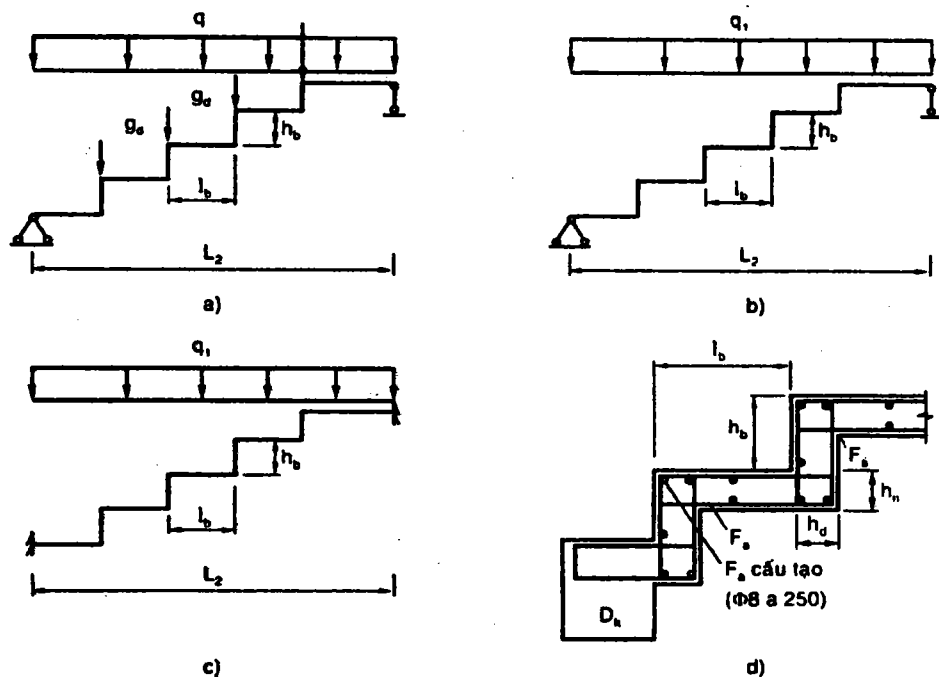 q
g_d
g_d
h_b
l_b
L_2
a)
q_1
h_b
l_b
L_2
b)
q_1
h_b
l_b
L_2
c)
l_b
h_b
F_a
h_n
h_d
F_a
F_a cấu tạo
(Φ8 a 250)
D_k
d)